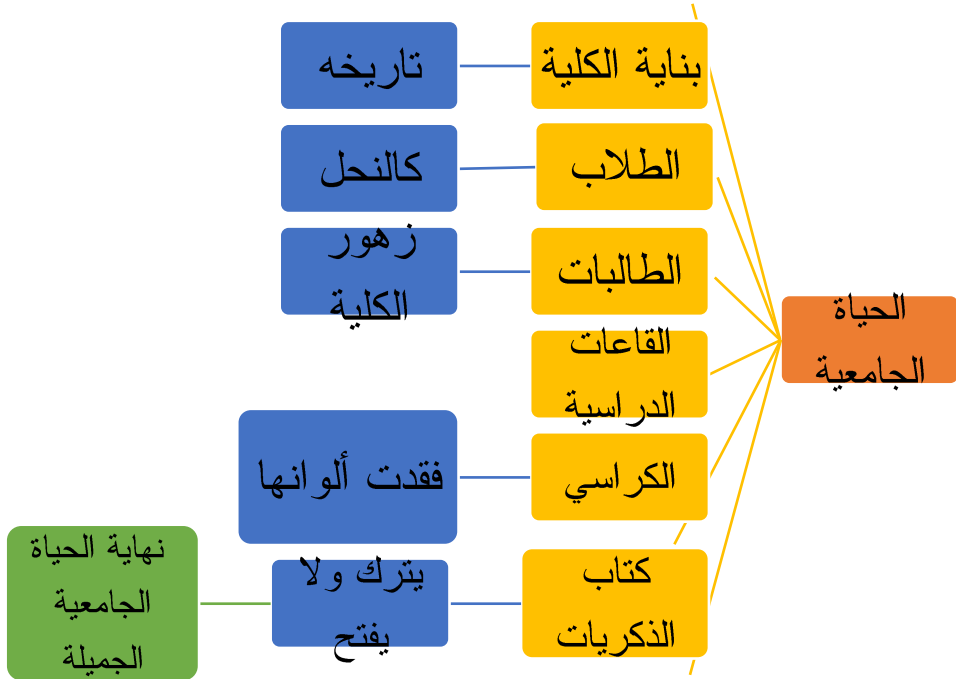 الحياة
الجامعية
بناية الكلية
تاريخه
الطلاب
كالنحل
الطالبات
زهور
الكلية
القاعات
الدراسية
الكراسي
فقدت ألوانها
كتاب
الذكريات
يترك ولا
يفتح
نهاية الحياة
الجامعية
الجميلة